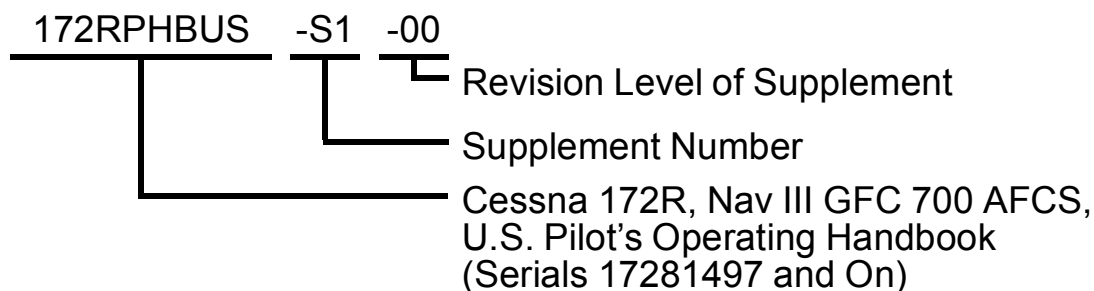 172RPHBUS -S1 -00
Revision Level of Supplement
Supplement Number
Cessna 172R, Nav III GFC 700 AFCS,
U.S. Pilot's Operating Handbook
(Serials 17281497 and On)